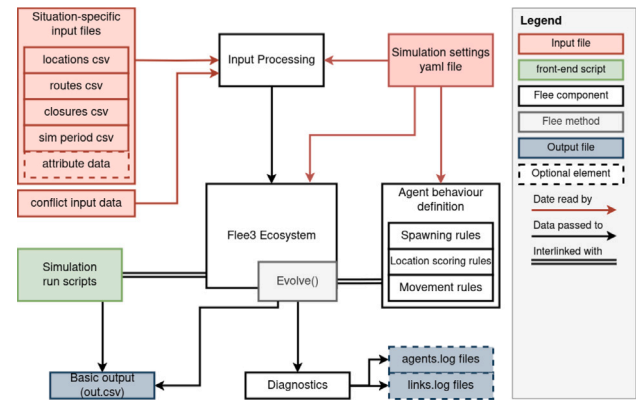 Situation-specific
input files
locations csv
routes csv
closures csv
sim period csv
attribute data
conflict input data
Input Processing
Simulation settings
yaml file
Flee3 Ecosystem
Evolve()
Agent behaviour
definition
Spawning rules
Location scoring rules
Movement rules
Simulation
run scripts
Basic output
(out.csv)
Diagnostics
agents.log files
links.log files
Legend
Input file
front-end script
Flee component
Flee method
Output file
Optional element
Date read by
Data passed to
Interlinked with